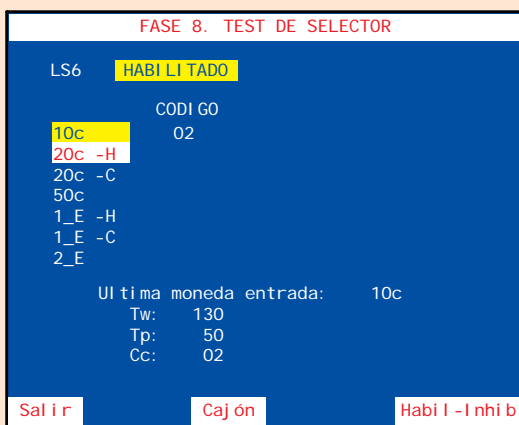 FASE 8. TEST DE SELECTOR
LS6 HABILITADO
CODIGO
10c 02
20c -H
20c -C
50c
1_E -H
1_E -C
2_E
Ultima moneda entrada: 10c
Tw: 130
Tp: 50
Cc: 02
Salir Cajón Habil-Inhib